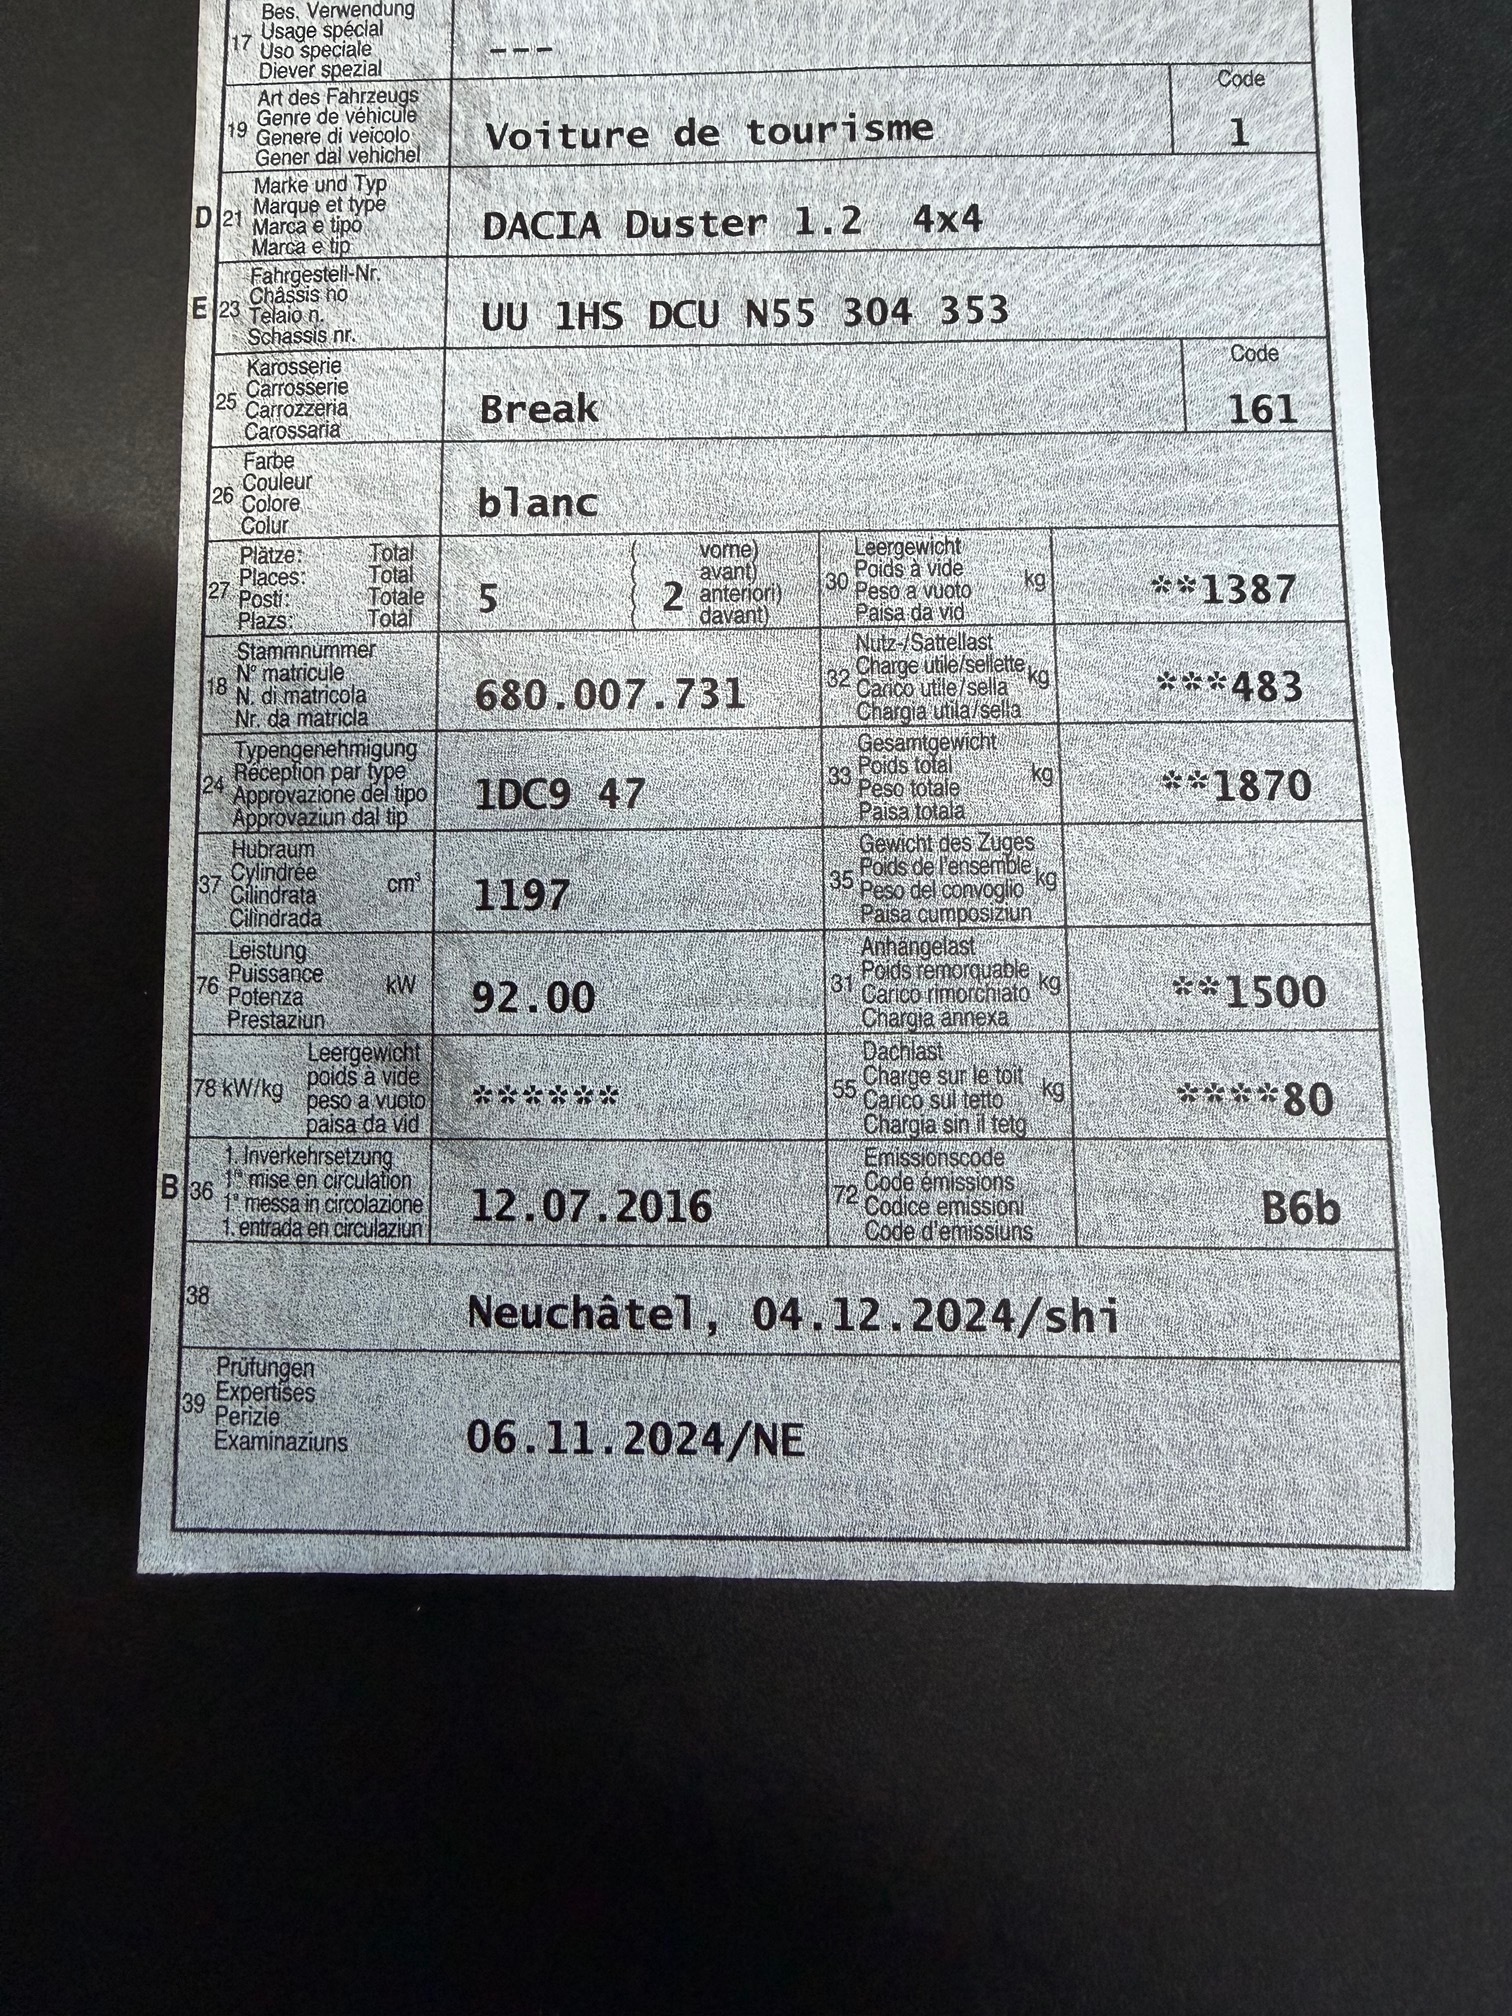 Bes. Verwendung
17 Usage spécial
Uso speciale
Diever spezial
---
Art des Fahrzeugs
19 Genre de véhicule
Genere di veicolo
Gener dal vehichel
Voiture de tourisme
Code
1
Marke und Typ
D 21 Marque et type
Marca e tipo
Marca e tip
DACIA Duster 1.2 4x4
Fahrgestell-Nr.
E 23 Châssis no
Telaio n.
Schassis nr.
UU 1HS DCU N55 304 353
Karosserie
25 Carrosserie
Carrozzeria
Carossaria
Break
Code
161
Farbe
26 Couleur
Colore
Colur
blanc
Plätze: Total
27 Places: Total
Posti: Totale
Plazs: Total
5
2
vorne)
avant)
anteriori)
davant)
Leergewicht
30 Poids à vide kg
Peso a vuoto
Paisa da vid
**1387
Stammnummer
18 N° matricule
N. di matricola
Nr. da matricla
680.007.731
Nutz-/Sattellast
32 Charge utile/sellette kg
Carico utile/sella
Chargia utila/sella
***483
Typengenehmigung
24 Réception par type
Approvazione del tipo
Approvaziun dal tip
1DC9 47
Gesamtgewicht
33 Poids total kg
Peso totale
Paisa totala
**1870
Hubraum
37 Cylindrée cm³
Cilindrata
Cilindrada
1197
Gewicht des Zuges
35 Poids de l'ensemble kg
Peso del convoglio
Paisa cumposiziun
Leistung
76 Puissance kW
Potenza
Prestaziun
92.00
Anhängelast
31 Poids remorquable kg
Carico rimorchiato
Chargia annexa
**1500
Leergewicht
78 kW/kg poids à vide
peso a vuoto
paisa da vid
******
Dachlast
55 Charge sur le toit kg
Carico sul tetto
Chargia sin il tetg
****80
1. Inverkehrsetzung
B 36 1re mise en circulation
1a messa in circolazione
1. entrada en circulaziun
12.07.2016
Emissionscode
72 Code émissions
Codice emissioni
Code d'emissiuns
B6b
38
Neuchâtel, 04.12.2024/shi
Prüfungen
39 Expertises
Perizie
Examinaziuns
06.11.2024/NE